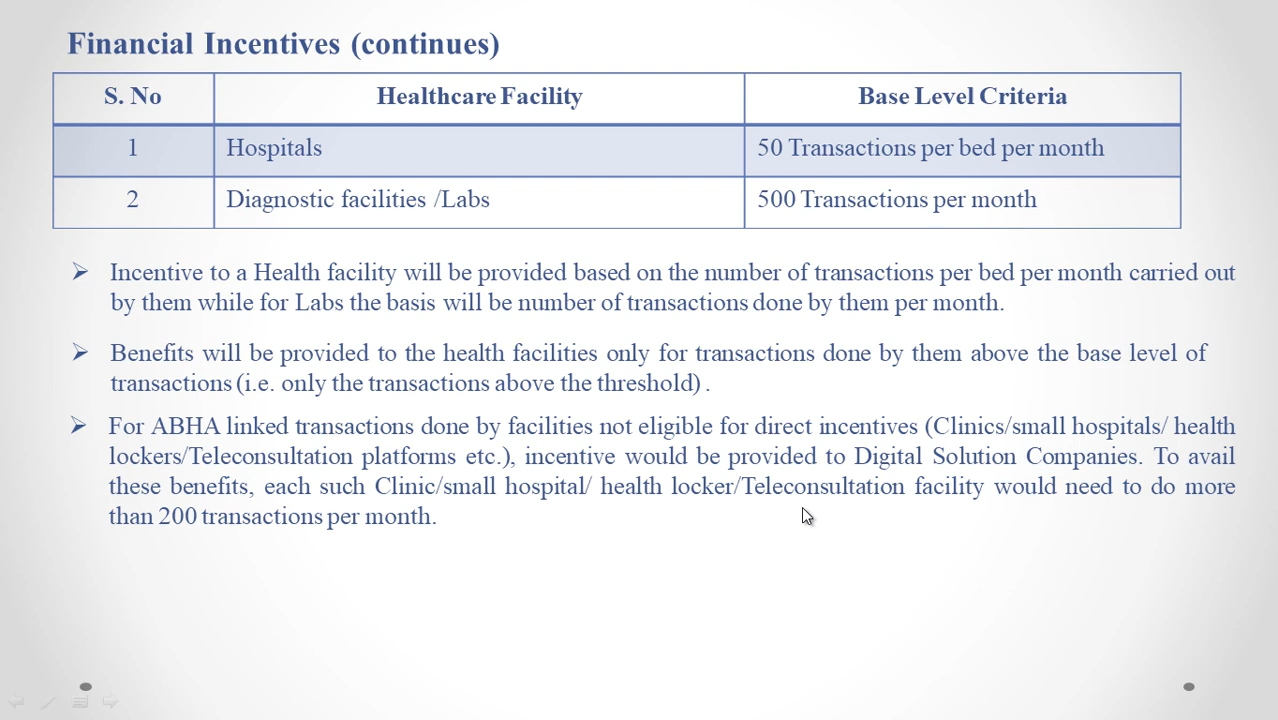 Financial Incentives (continues)
S. No Healthcare Facility Base Level Criteria
1 Hospitals 50 Transactions per bed per month
2 Diagnostic facilities /Labs 500 Transactions per month
Incentive to a Health facility will be provided based on the number of transactions per bed per month carried out
by them while for Labs the basis will be number of transactions done by them per month.
Benefits will be provided to the health facilities only for transactions done by them above the base level of
transactions (i.e. only the transactions above the threshold) .
For ABHA linked transactions done by facilities not eligible for direct incentives (Clinics/small hospitals/ health
lockers/Teleconsultation platforms etc.), incentive would be provided to Digital Solution Companies. To avail
these benefits, each such Clinic/small hospital/ health locker/Teleconsultation facility would need to do more
than 200 transactions per month.